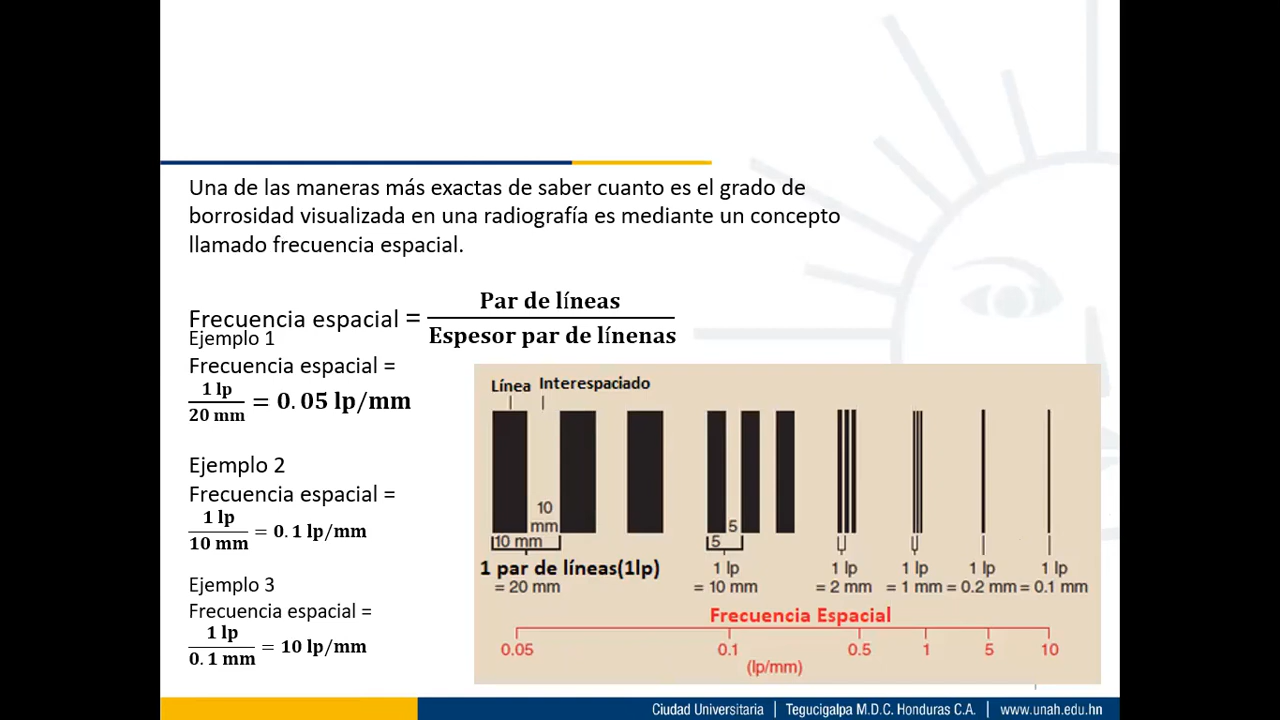 Una de las maneras más exactas de saber cuanto es el grado de
borrosidad visualizada en una radiografía es mediante un concepto
llamado frecuencia espacial.
Frecuencia espacial = Par de líneas / Espesor par de línenas
Ejemplo 1
Frecuencia espacial =
1 lp / 20 mm = 0.05 lp/mm
Ejemplo 2
Frecuencia espacial =
1 lp / 10 mm = 0.1 lp/mm
Ejemplo 3
Frecuencia espacial =
1 lp / 0.1 mm = 10 lp/mm
Línea Interespaciado
10
mm
10 mm
5
5
1 par de líneas(1lp) 1 lp 1 lp 1 lp 1 lp 1 lp
= 20 mm = 10 mm = 2 mm = 1 mm = 0.2 mm = 0.1 mm
Frecuencia Espacial
0.05 0.1 0.5 1 5 10
(lp/mm)
Ciudad Universitaria | Tegucigalpa M.D.C. Honduras C.A. | www.unah.edu.hn